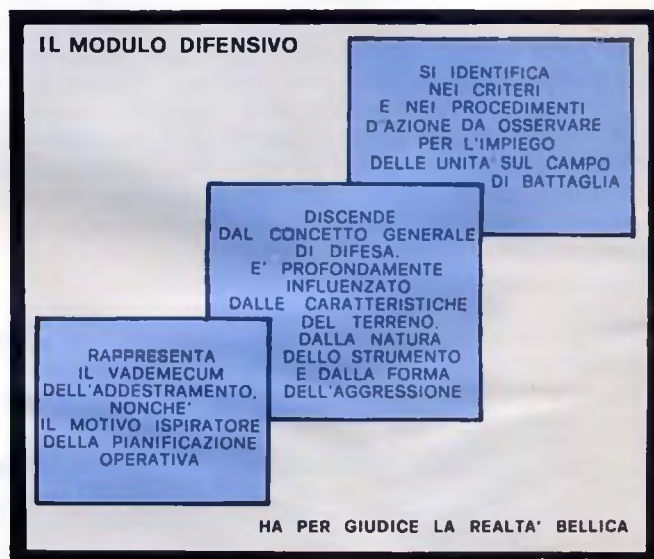 IL MODULO DIFENSIVO
SI IDENTIFICA
NEI CRITERI
E NEI PROCEDIMENTI
D'AZIONE DA OSSERVARE
PER L'IMPIEGO
DELLE UNITA' SUL CAMPO
DI BATTAGLIA
DISCENDE
DAL CONCETTO GENERALE
DI DIFESA.
E' PROFONDAMENTE
INFLUENZATO
DALLE CARATTERISTICHE
DEL TERRENO.
DALLA NATURA
DELLO STRUMENTO
E DALLA FORMA
DELL'AGGRESSIONE
RAPPRESENTA
IL VADEMECUM
DELL'ADDESTRAMENTO,
NONCHE'
IL MOTIVO ISPIRATORE
DELLA PIANIFICAZIONE
OPERATIVA
HA PER GIUDICE LA REALTA' BELLICA